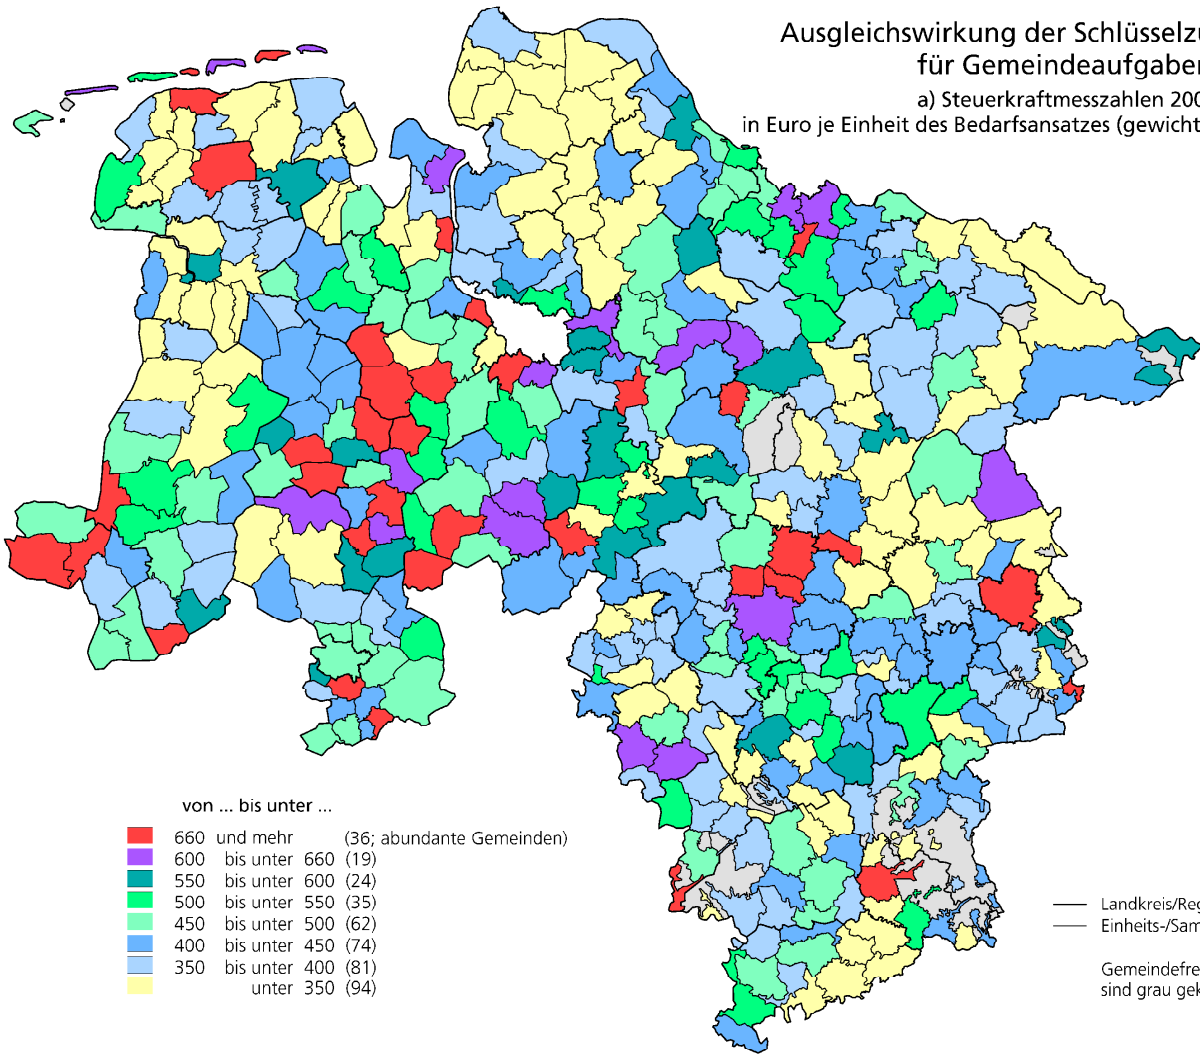 Ausgleichswirkung der Schlüsselzu
für Gemeindeaufgaben
a) Steuerkraftmesszahlen 200
in Euro je Einheit des Bedarfsansatzes (gewicht
von ... bis unter ...
660 und mehr (36; abundante Gemeinden)
600 bis unter 660 (19)
550 bis unter 600 (24)
500 bis unter 550 (35)
450 bis unter 500 (62)
400 bis unter 450 (74)
350 bis unter 400 (81)
unter 350 (94)
Landkreis/Reg
Einheits-/Sam
Gemeindefre
sind grau gek